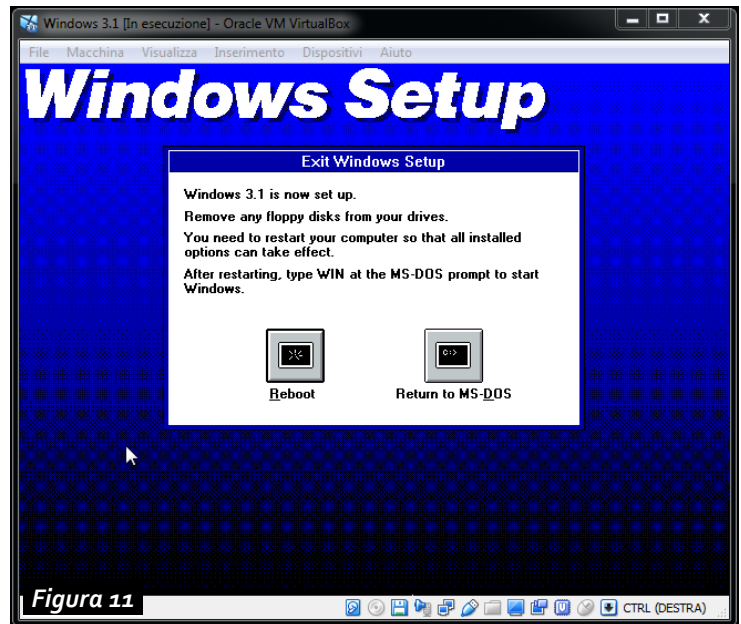 Windows 3.1 [In esecuzione] - Oracle VM VirtualBox
File Macchina Visualizza Inserimento Dispositivi Aiuto
Windows Setup
Exit Windows Setup
Windows 3.1 is now set up.
Remove any floppy disks from your drives.
You need to restart your computer so that all installed
options can take effect.
After restarting, type WIN at the MS-DOS prompt to start
Windows.
C:>
Reboot Return to MS-DOS
Figura 11
CTRL (DESTRA)